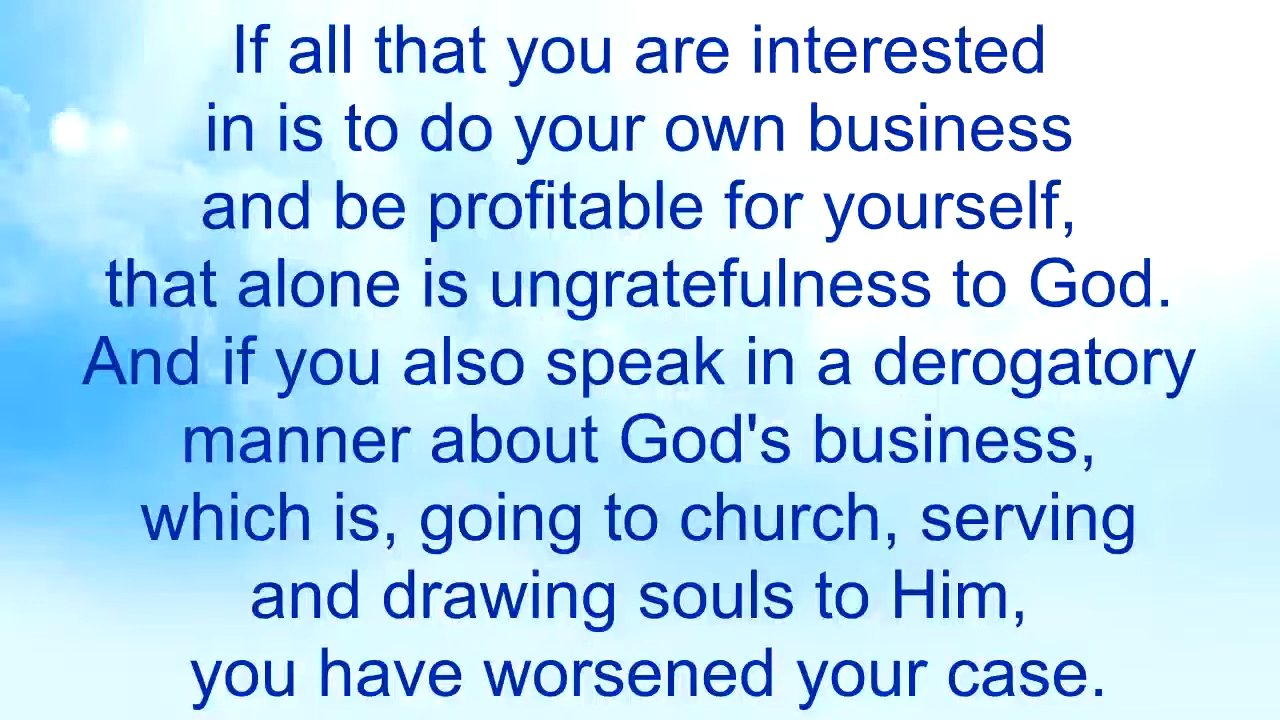 If all that you are interested
in is to do your own business
and be profitable for yourself,
that alone is ungratefulness to God.
And if you also speak in a derogatory
manner about God's business,
which is, going to church, serving
and drawing souls to Him,
you have worsened your case.